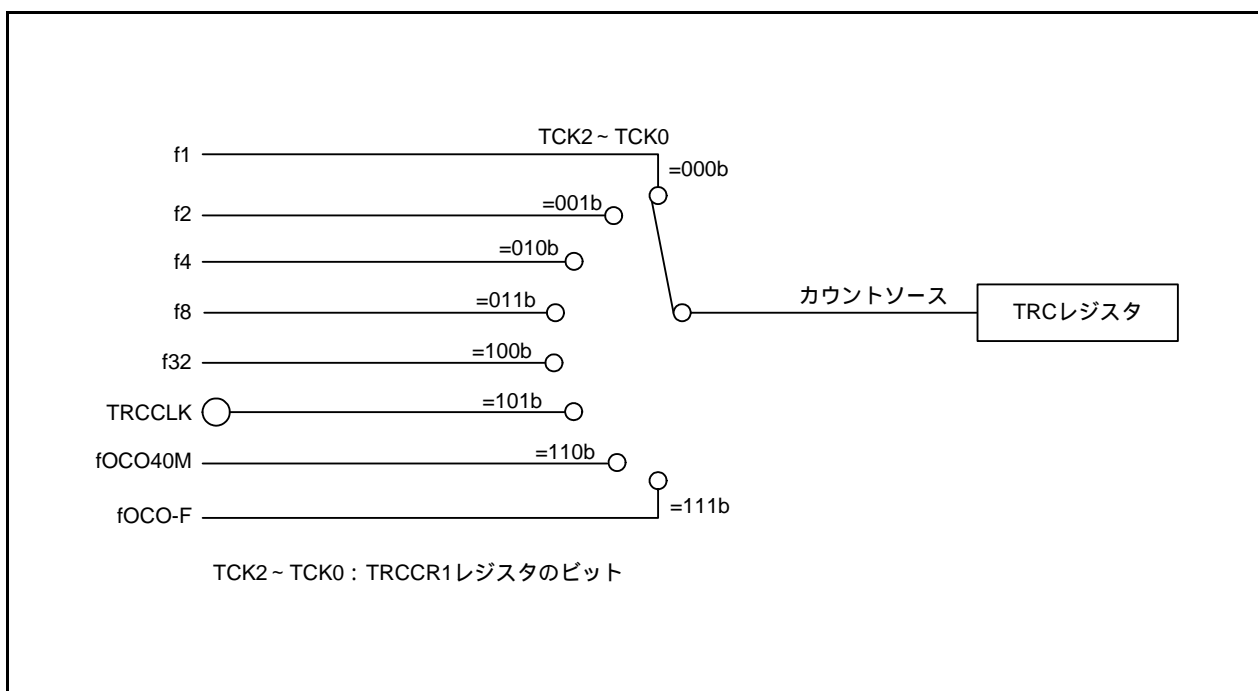 TCK2 ~ TCK0
f1
=000b
f2
=001b
f4
=010b
f8
=011b
カウントソース
TRCレジスタ
f32
=100b
TRCCLK
=101b
fOCO40M
=110b
fOCO-F
=111b
TCK2 ~ TCK0 : TRCCR1レジスタのビット